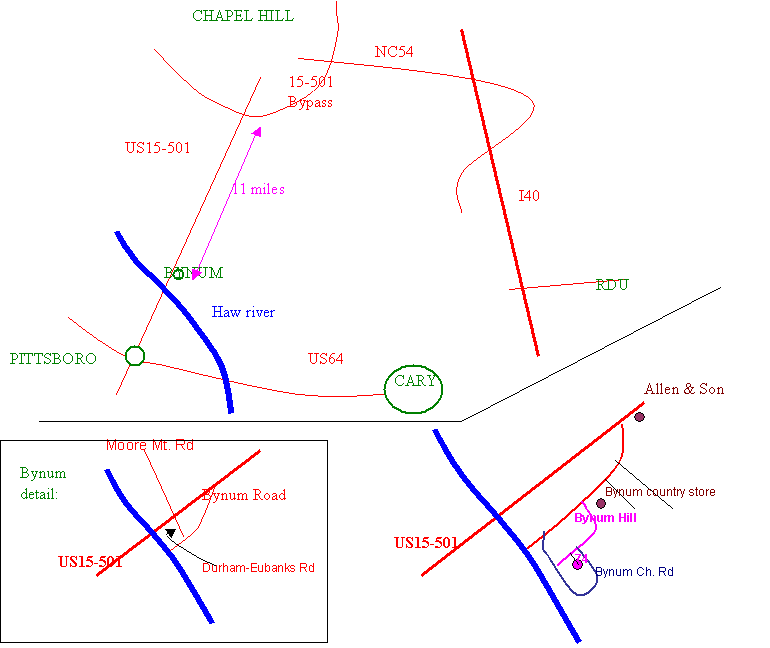 CHAPEL HILL
NC54
15-501
Bypass
US15-501
11 miles
I40
BYNUM
RDU
Haw river
PITTSBORO
US64
CARY
Allen & Son
Moore Mt. Rd
Bynum
detail:
Bynum Road
US15-501
Durham-Eubanks Rd
Bynum country store
Bynum Hill
US15-501
74
Bynum Ch. Rd